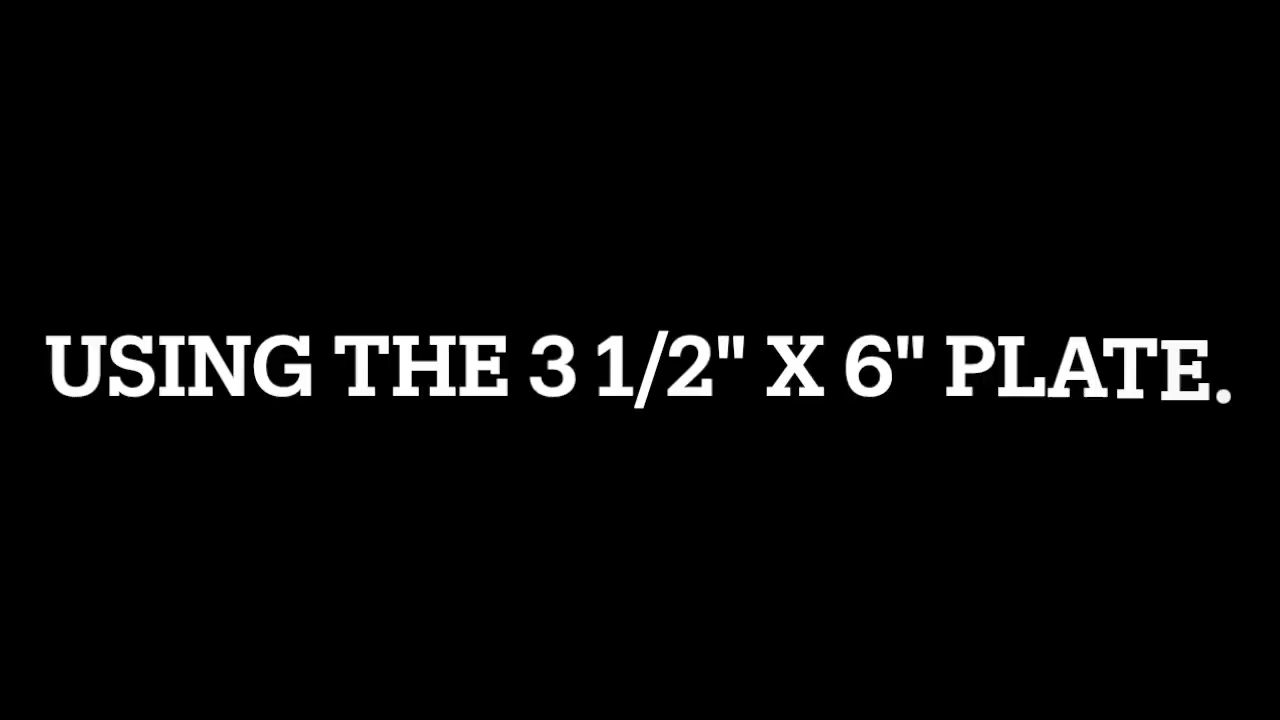 USING THE 3 1/2" X 6" PLATE.